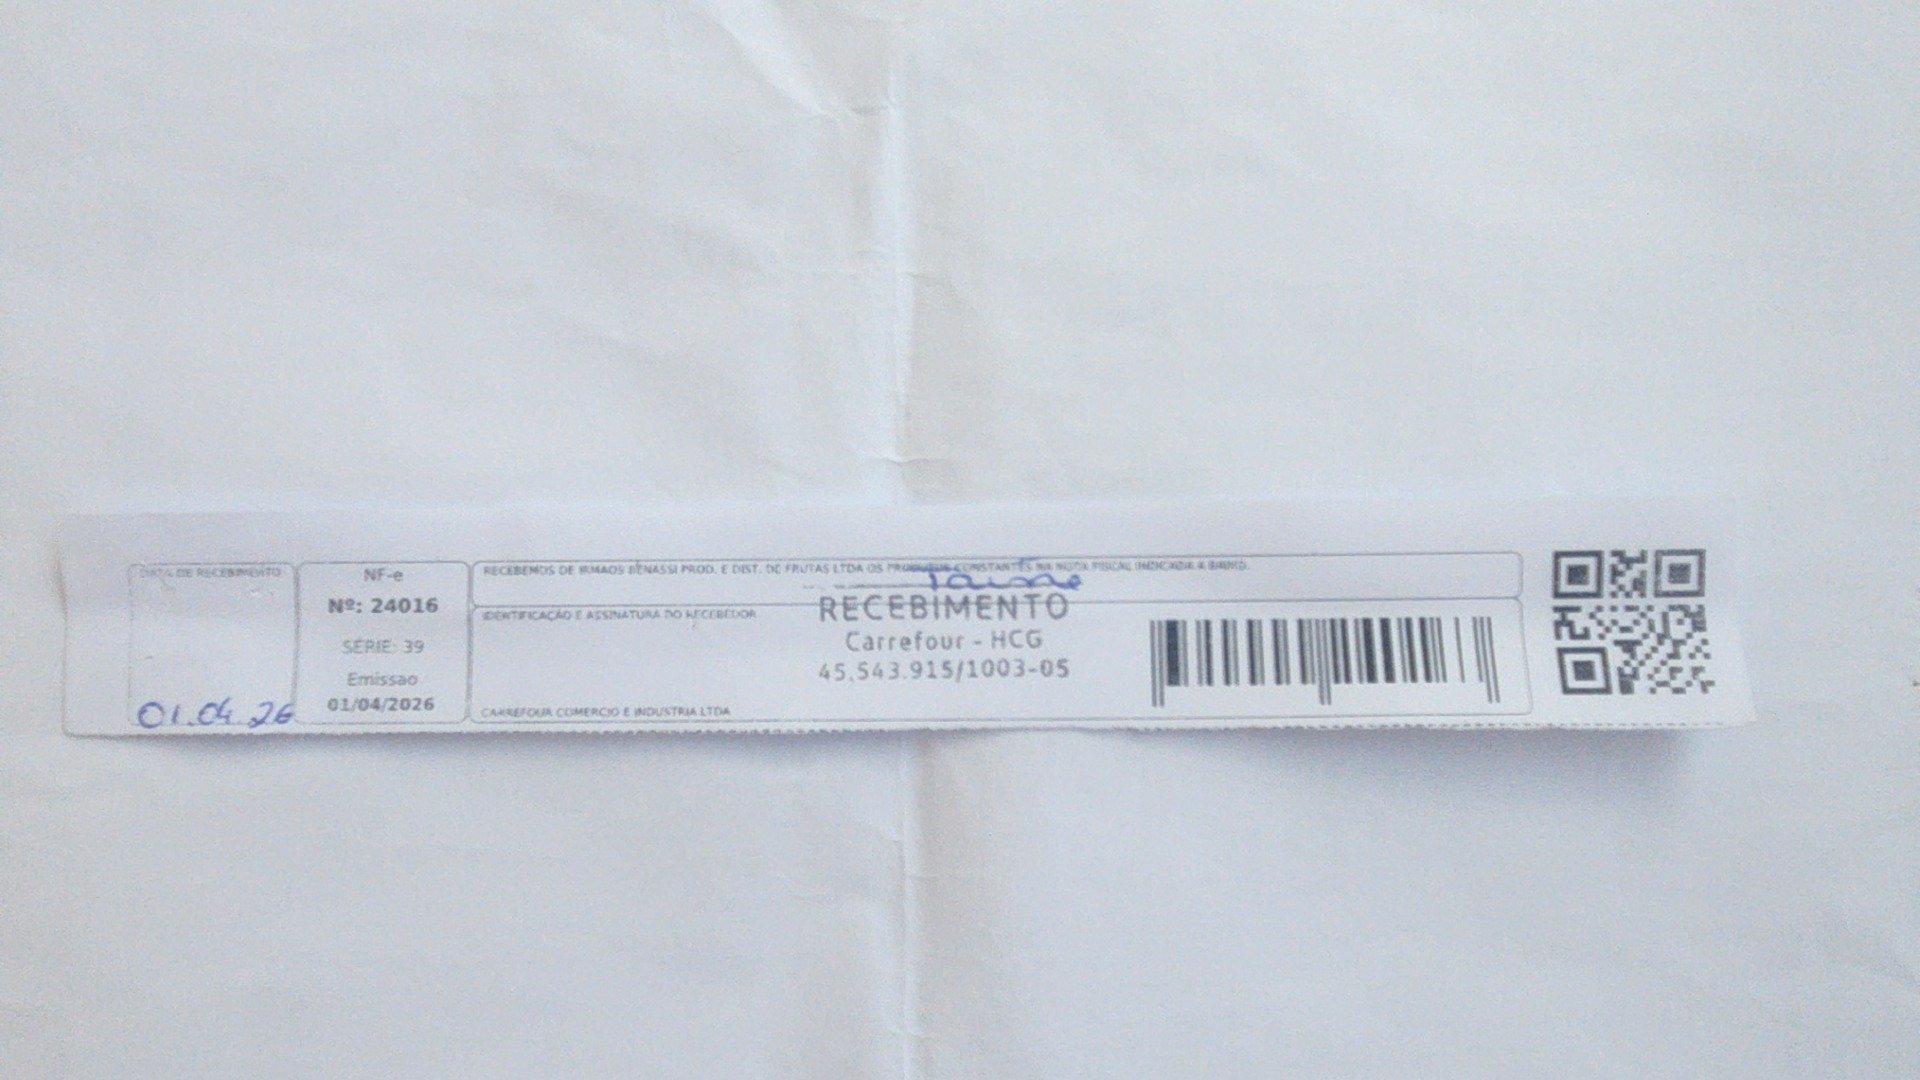 DATA DE RECEBIMENTO
01.04.26
NF-e
Nº: 24016
SÉRIE: 39
Emissao
01/04/2026
RECEBEMOS DE IRMAOS BENASSI PROD. E DIST. DE FRUTAS LTDA OS PRODUTOS CONSTANTES NA NOTA FISCAL INDICADA A BAIXO.
IDENTIFICAÇÃO E ASSINATURA DO RECEBEDOR
RECEBIMENTO
Carrefour - HCG
45.543.915/1003-05
CARREFOUR COMERCIO E INDUSTRIA LTDA